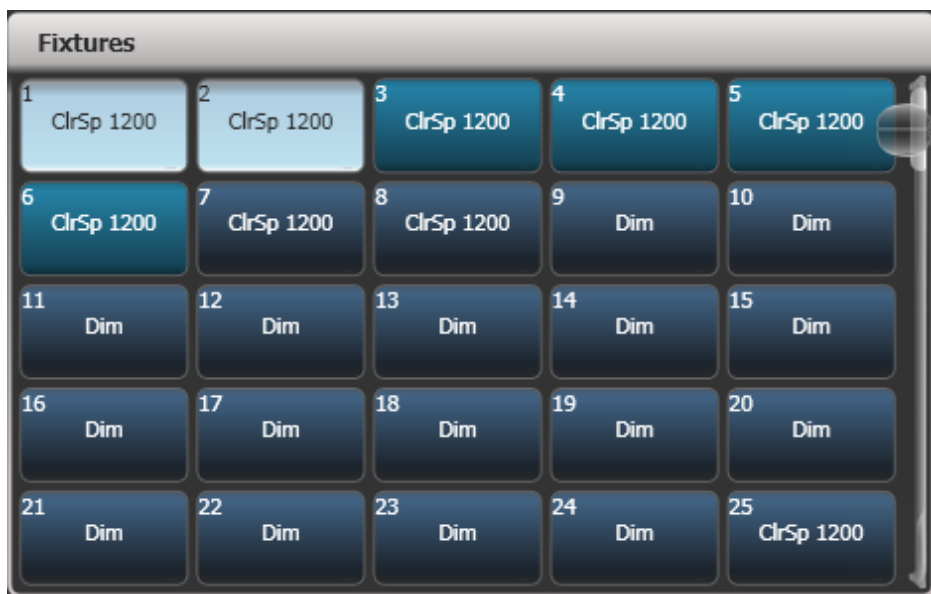 Fixtures
1 ClrSp 1200
2 ClrSp 1200
3 ClrSp 1200
4 ClrSp 1200
5 ClrSp 1200
6 ClrSp 1200
7 ClrSp 1200
8 ClrSp 1200
9 Dim
10 Dim
11 Dim
12 Dim
13 Dim
14 Dim
15 Dim
16 Dim
17 Dim
18 Dim
19 Dim
20 Dim
21 Dim
22 Dim
23 Dim
24 Dim
25 ClrSp 1200